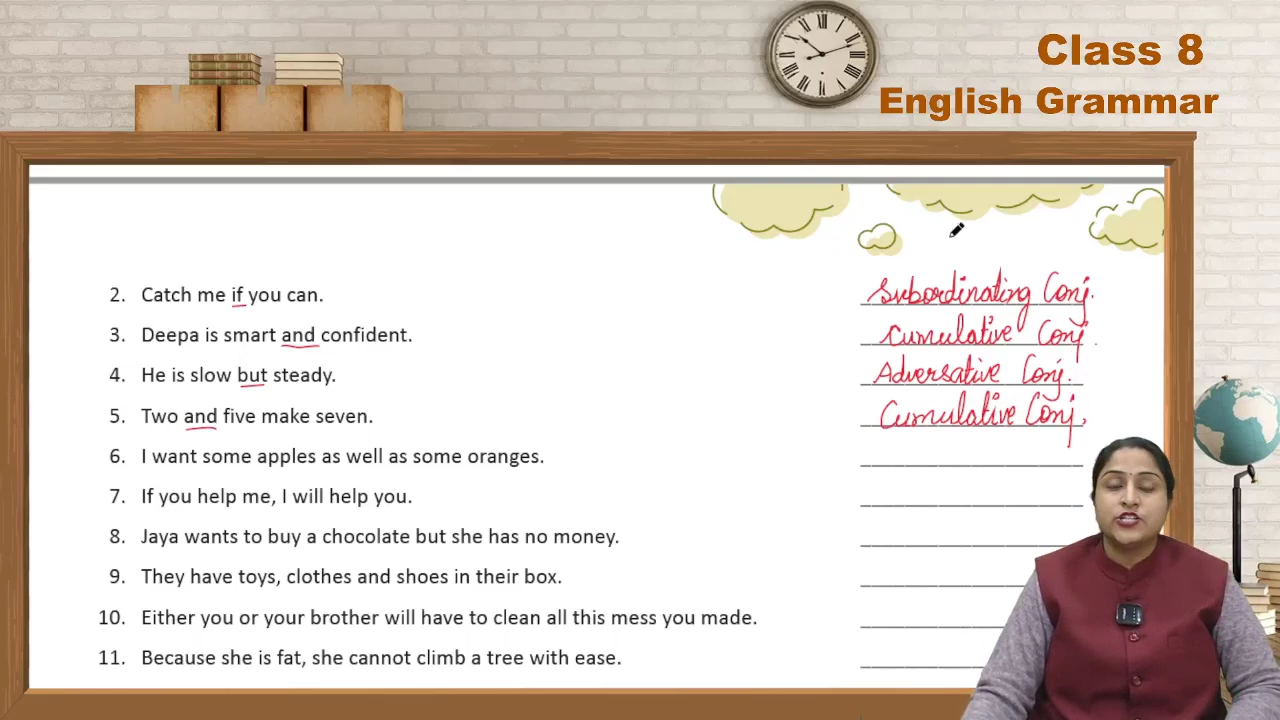 Class 8
English Grammar
2. Catch me if you can. Subordinating Conj.
3. Deepa is smart and confident. Cumulative Conj.
4. He is slow but steady. Adversative Conj.
5. Two and five make seven. Cumulative Conj.
6. I want some apples as well as some oranges.
7. If you help me, I will help you.
8. Jaya wants to buy a chocolate but she has no money.
9. They have toys, clothes and shoes in their box.
10. Either you or your brother will have to clean all this mess you made.
11. Because she is fat, she cannot climb a tree with ease.